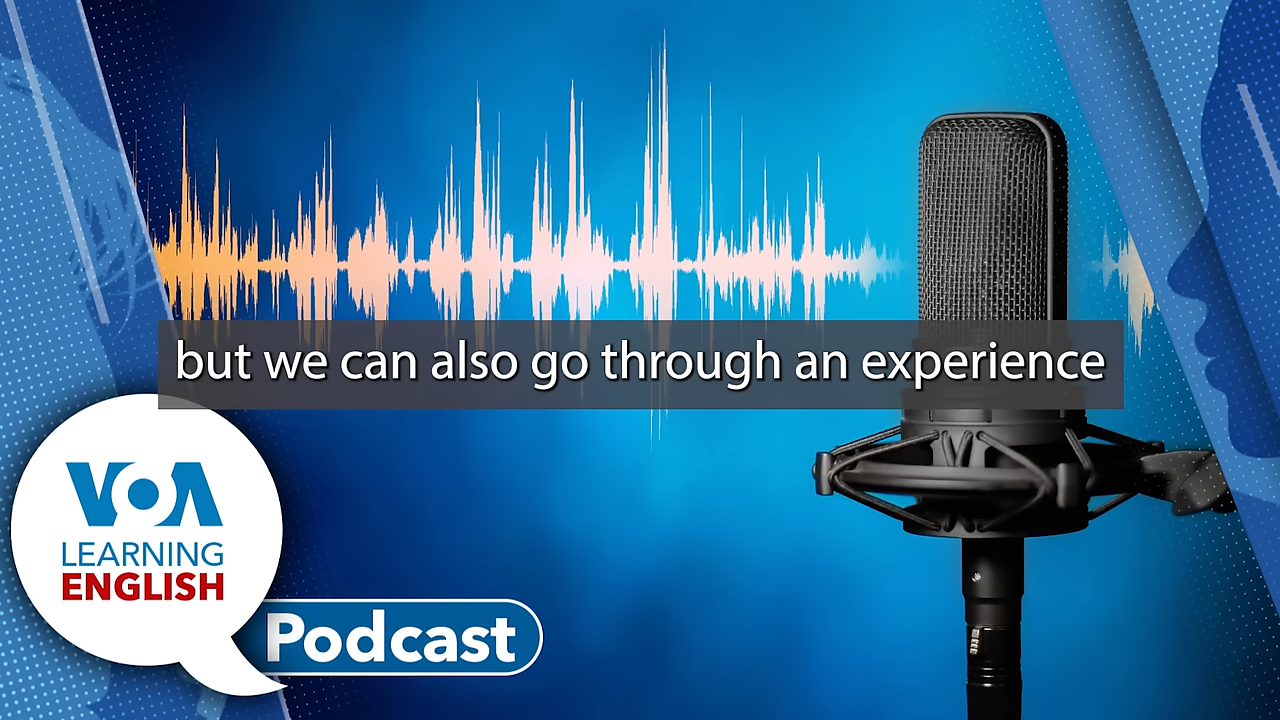 but we can also go through an experience
VOA
LEARNING
ENGLISH
Podcast